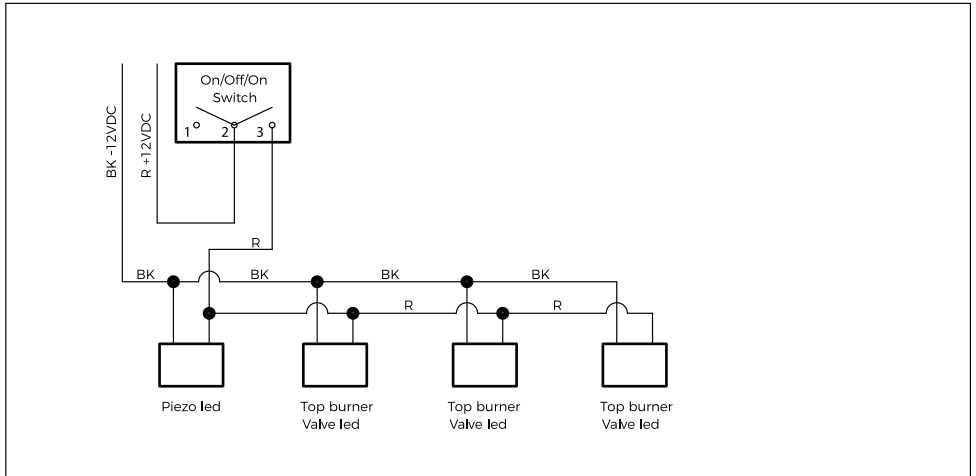 On/Off/On
Switch
1
2
3
BK -12VDC
R +12VDC
R
BK
BK
BK
BK
R
R
Piezo led
Top burner
Valve led
Top burner
Valve led
Top burner
Valve led